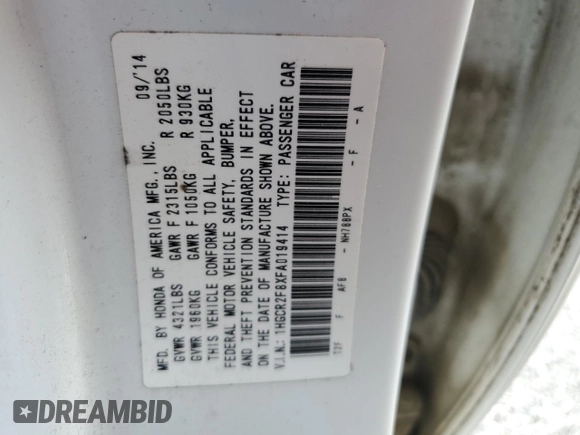 MFD. BY HONDA OF AMERICA MFG., INC. 09/'14
GVWR 4321LBS GAWR F 2315LBS R 2050LBS
GVWR 1960KG GAWR F 1050KG R 930KG
THIS VEHICLE CONFORMS TO ALL APPLICABLE
FEDERAL MOTOR VEHICLE SAFETY, BUMPER,
AND THEFT PREVENTION STANDARDS IN EFFECT
ON THE DATE OF MANUFACTURE SHOWN ABOVE.
V.I.N.: 1HGCR2F8XFA019414 TYPE: PASSENGER CAR
T2F F AF8 - NH788PX - F - A
DREAMBID